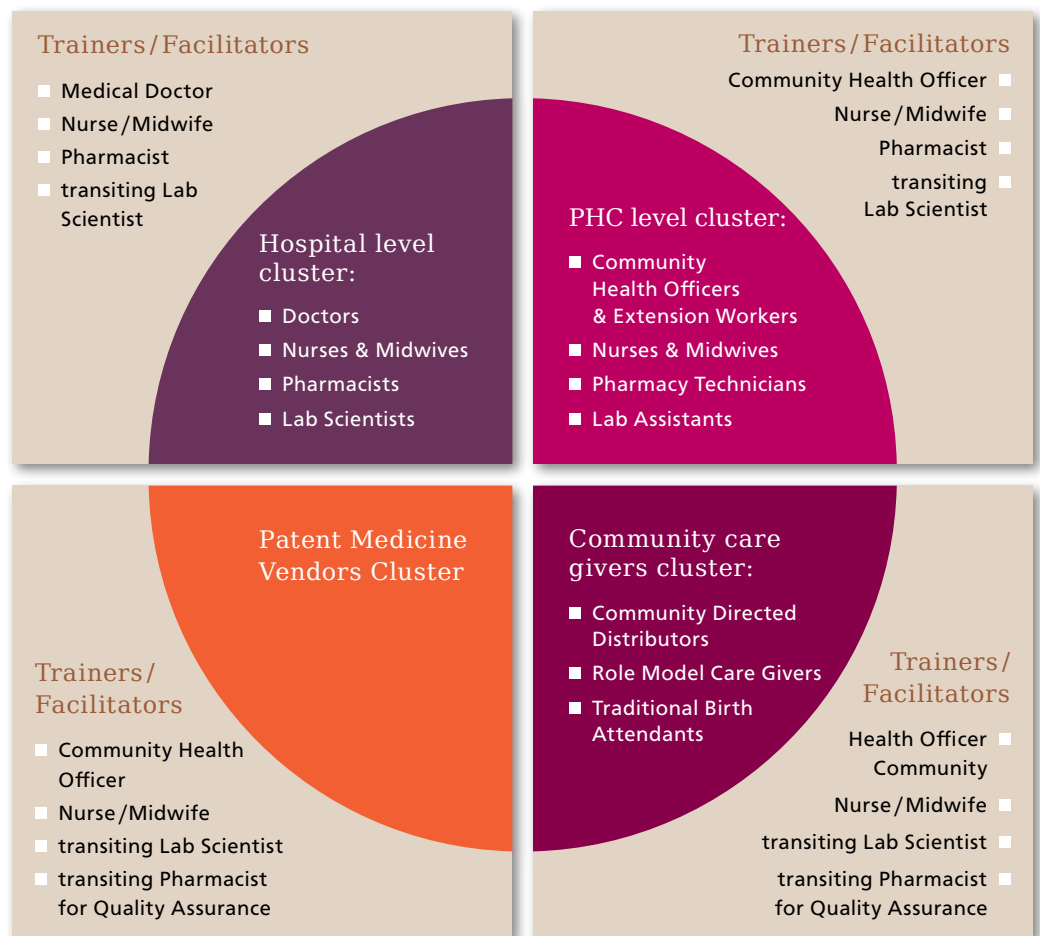 Trainers/Facilitators
Medical Doctor
Nurse/Midwife
Pharmacist
transiting Lab
Scientist
Hospital level
cluster:
Doctors
Nurses & Midwives
Pharmacists
Lab Scientists
Trainers/Facilitators
Community Health Officer
Nurse/Midwife
Pharmacist
transiting
Lab Scientist
PHC level cluster:
Community
Health Officers
& Extension Workers
Nurses & Midwives
Pharmacy Technicians
Lab Assistants
Patent Medicine
Vendors Cluster
Trainers/
Facilitators
Community Health
Officer
Nurse/Midwife
transiting Lab Scientist
transiting Pharmacist
for Quality Assurance
Community care
givers cluster:
Community Directed
Distributors
Role Model Care Givers
Traditional Birth
Attendants
Trainers/
Facilitators
Health Officer
Community
Nurse/Midwife
transiting Lab Scientist
transiting Pharmacist
for Quality Assurance